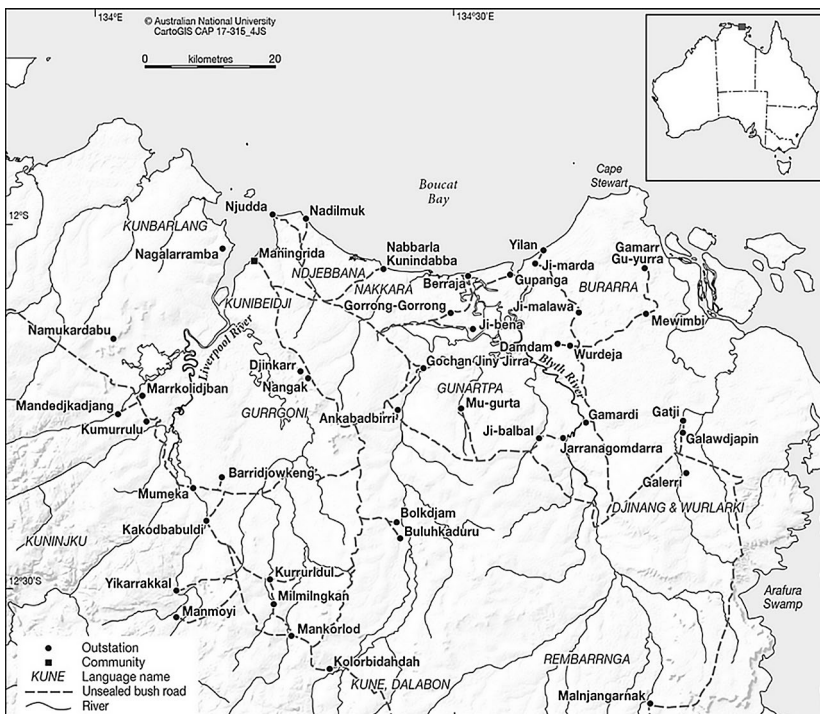 134°E
134°30'E
© Australian National University
CartoGIS CAP 17-315_4JS
0 kilometres 20
Cape
Stewart
Boucat
Bay
12°S
Njudda
Nadilmuk
KUNBARLANG
Nagalarramba
Maningrida
NDJEBBANA
Nabbarla
Kunindabba
Yilan
Ji-marda
Gamarr
Gu-yurra
NAKKARA
Berraja
Gupanga
BURARRA
KUNIBEIDJI
Gorrong-Gorrong
Ji-malawa
Mewimbi
Namukardabu
Liverpool River
Ji-bena
Damdam
Wurdeja
Djinkarr
Nangak
Gochan Jiny Jirra
Blyth River
Marrkolidjban
GUNARTPA
Mandedjkadjang
GURRGONI
Mu-gurta
Kumurrulu
Ankabadbirri
Gamardi
Gatji
Ji-balbal
Galawdjapin
Jarranagomdarra
Barridjowkeng
Galerri
Mumeka
DJINANG & WURLARKI
Kakodbabuldi
Bolkdjam
KUNINJKU
Buluhkaduru
12°30'S
Kurrurldul
Yikarrakkal
Milmilngkan
Arafura
Swamp
Manmoyi
Mankorlod
Outstation
Community
KUNE Language name
Unsealed bush road
River
Kolorbidahdah
REMBARRNGA
KUNE, DALABON
Malnjangarnak